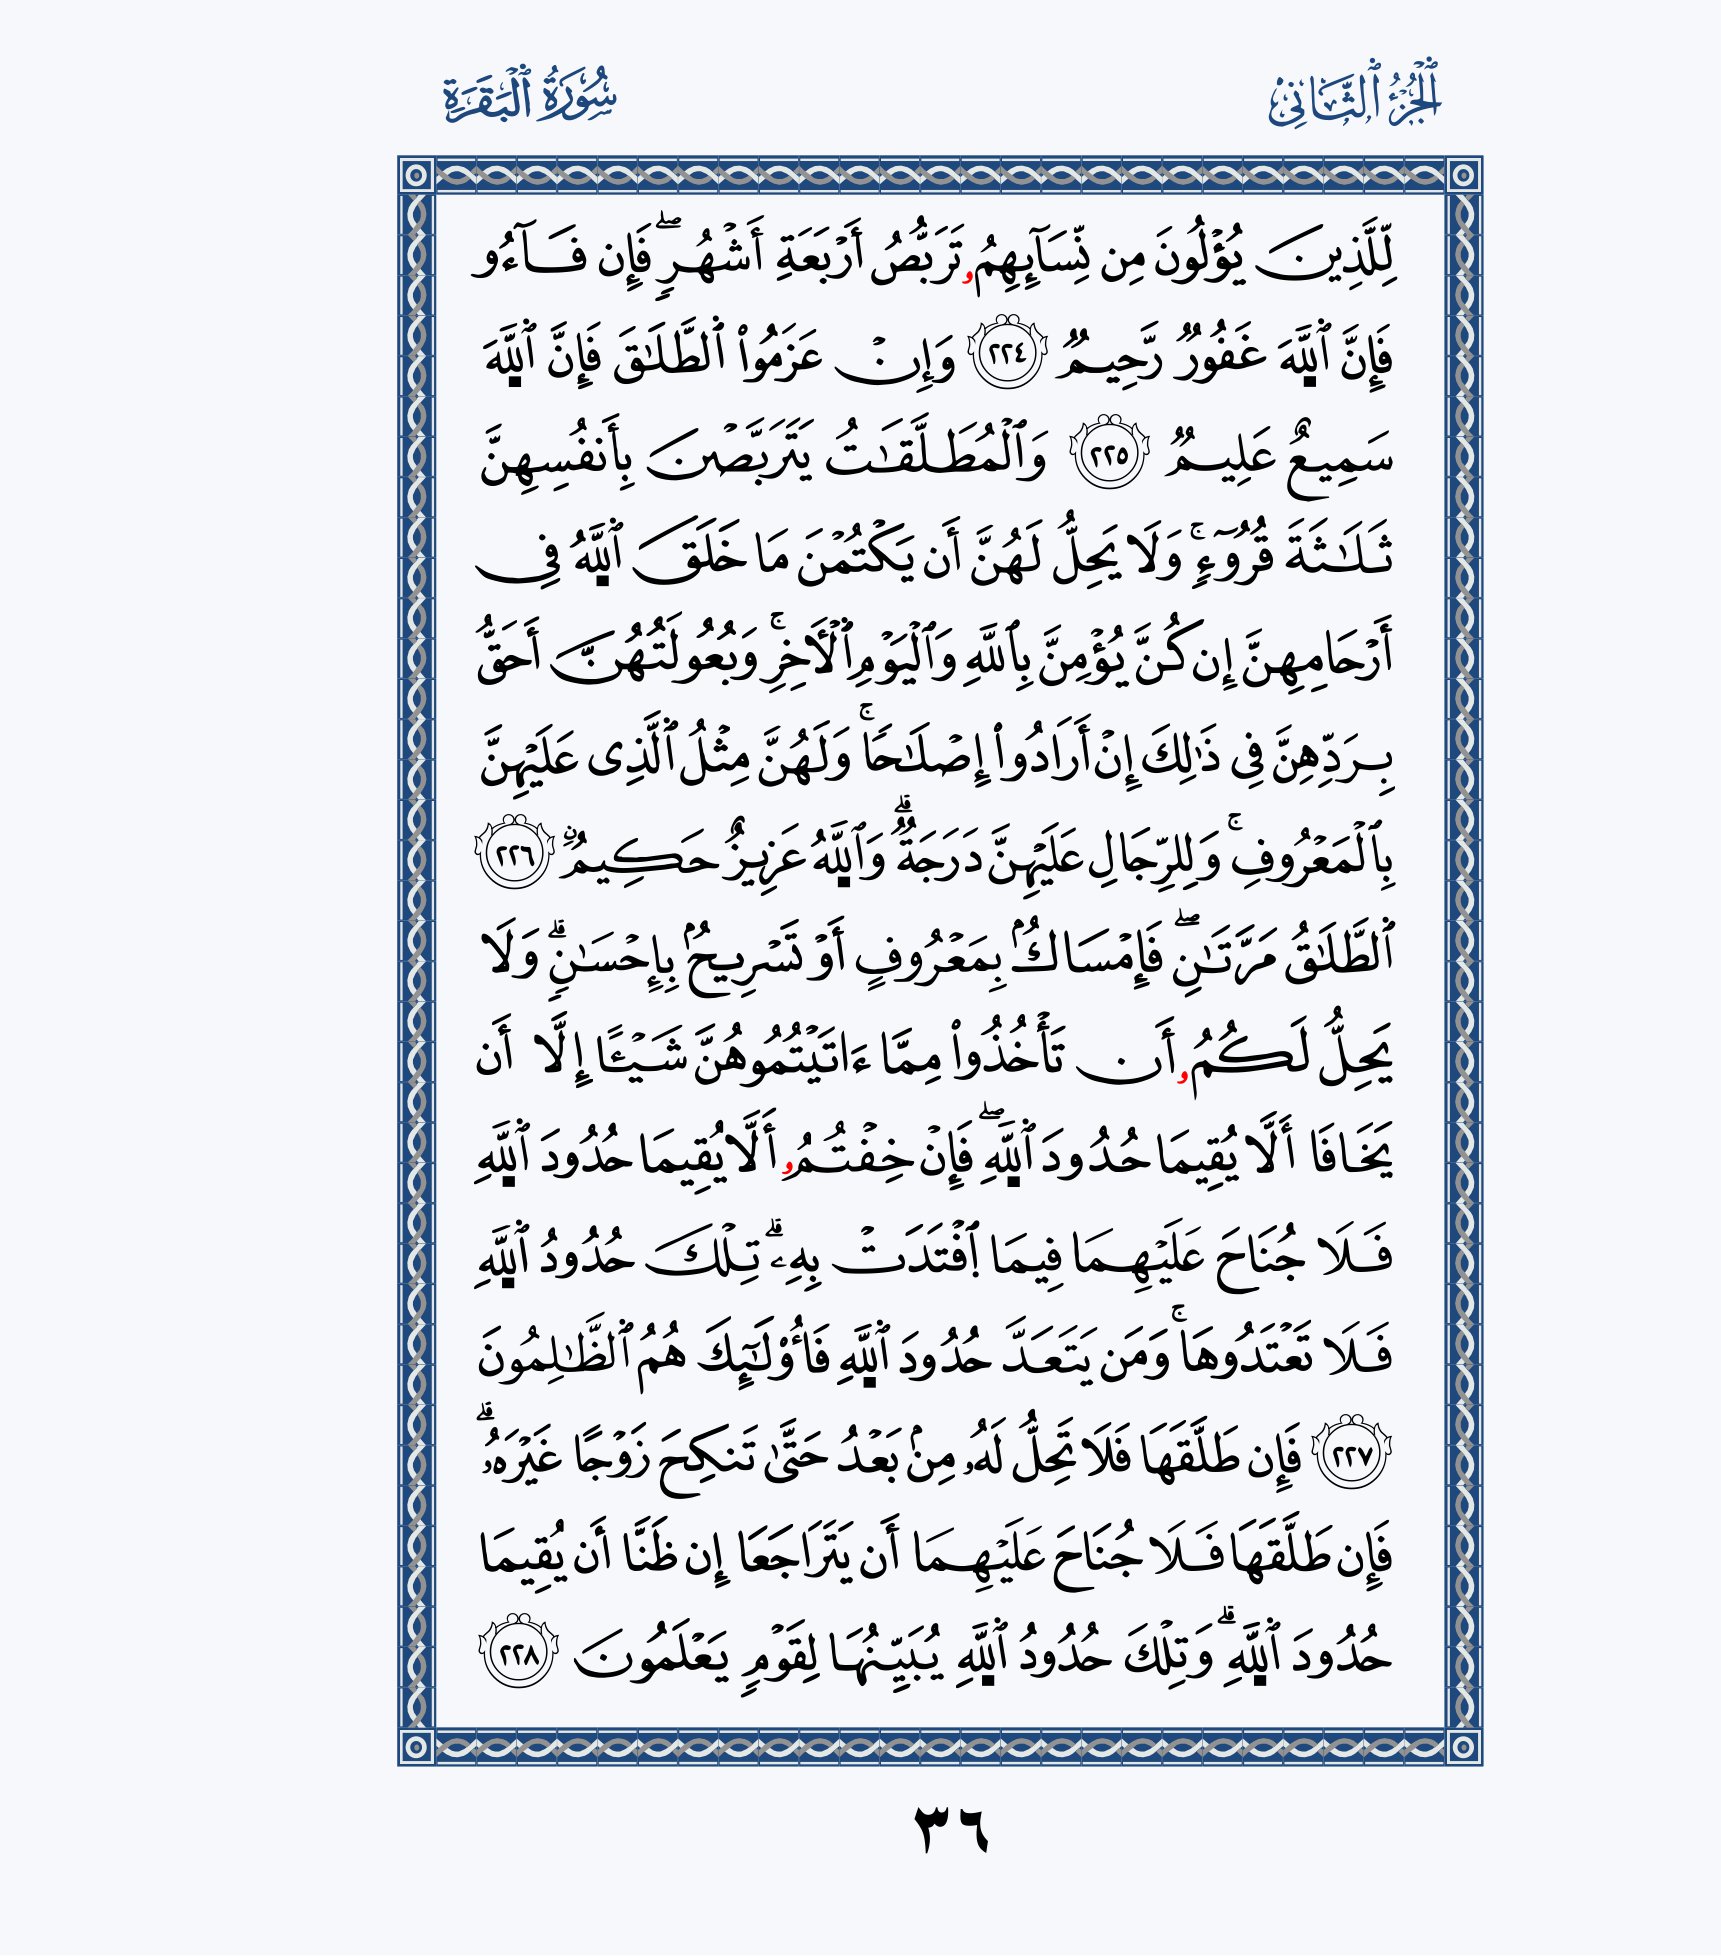 ٱلْجُزْءُ ٱلثَّانِى
سُورَةُ ٱلْبَقَرَةِ
لِّلَّذِينَ يُؤْلُونَ مِن نِّسَآئِهِمُۥ تَرَبُّصُ أَرْبَعَةِ أَشْهُرٍ ۖ فَإِن فَآءُو
فَإِنَّ ٱللَّهَ غَفُورٌ رَّحِيمٌ ٢٢٤ وَإِنْ عَزَمُوا۟ ٱلطَّلَٰقَ فَإِنَّ ٱللَّهَ
سَمِيعٌ عَلِيمٌ ٢٢٥ وَٱلْمُطَلَّقَٰتُ يَتَرَبَّصْنَ بِأَنفُسِهِنَّ
ثَلَٰثَةَ قُرُوٓءٍ ۚ وَلَا يَحِلُّ لَهُنَّ أَن يَكْتُمْنَ مَا خَلَقَ ٱللَّهُ فِى
أَرْحَامِهِنَّ إِن كُنَّ يُؤْمِنَّ بِٱللَّهِ وَٱلْيَوْمِ ٱلْأَخِرِ ۚ وَبُعُولَتُهُنَّ أَحَقُّ
بِرَدِّهِنَّ فِى ذَٰلِكَ إِنْ أَرَادُوا۟ إِصْلَٰحًا ۚ وَلَهُنَّ مِثْلُ ٱلَّذِى عَلَيْهِنَّ
بِٱلْمَعْرُوفِ ۚ وَلِلرِّجَالِ عَلَيْهِنَّ دَرَجَةٌ ۗ وَٱللَّهُ عَزِيزٌ حَكِيمٌ ٢٢٦
ٱلطَّلَٰقُ مَرَّتَٰنِ ۖ فَإِمْسَاكٌۢ بِمَعْرُوفٍ أَوْ تَسْرِيحٌۢ بِإِحْسَٰنٍ ۗ وَلَا
يَحِلُّ لَكُمُۥ أَن تَأْخُذُوا۟ مِمَّا ءَاتَيْتُمُوهُنَّ شَيْـًٔا إِلَّا أَن
يَخَافَا أَلَّا يُقِيمَا حُدُودَ ٱللَّهِ ۖ فَإِنْ خِفْتُمُۥ أَلَّا يُقِيمَا حُدُودَ ٱللَّهِ
فَلَا جُنَاحَ عَلَيْهِمَا فِيمَا ٱفْتَدَتْ بِهِۦ ۗ تِلْكَ حُدُودُ ٱللَّهِ
فَلَا تَعْتَدُوهَا ۚ وَمَن يَتَعَدَّ حُدُودَ ٱللَّهِ فَأُو۟لَٰٓئِكَ هُمُ ٱلظَّٰلِمُونَ
٢٢٧ فَإِن طَلَّقَهَا فَلَا تَحِلُّ لَهُۥ مِنۢ بَعْدُ حَتَّىٰ تَنكِحَ زَوْجًا غَيْرَهُۥ ۗ
فَإِن طَلَّقَهَا فَلَا جُنَاحَ عَلَيْهِمَا أَن يَتَرَاجَعَا إِن ظَنَّا أَن يُقِيمَا
حُدُودَ ٱللَّهِ ۗ وَتِلْكَ حُدُودُ ٱللَّهِ يُبَيِّنُهَا لِقَوْمٍ يَعْلَمُونَ ٢٢٨
٣٦